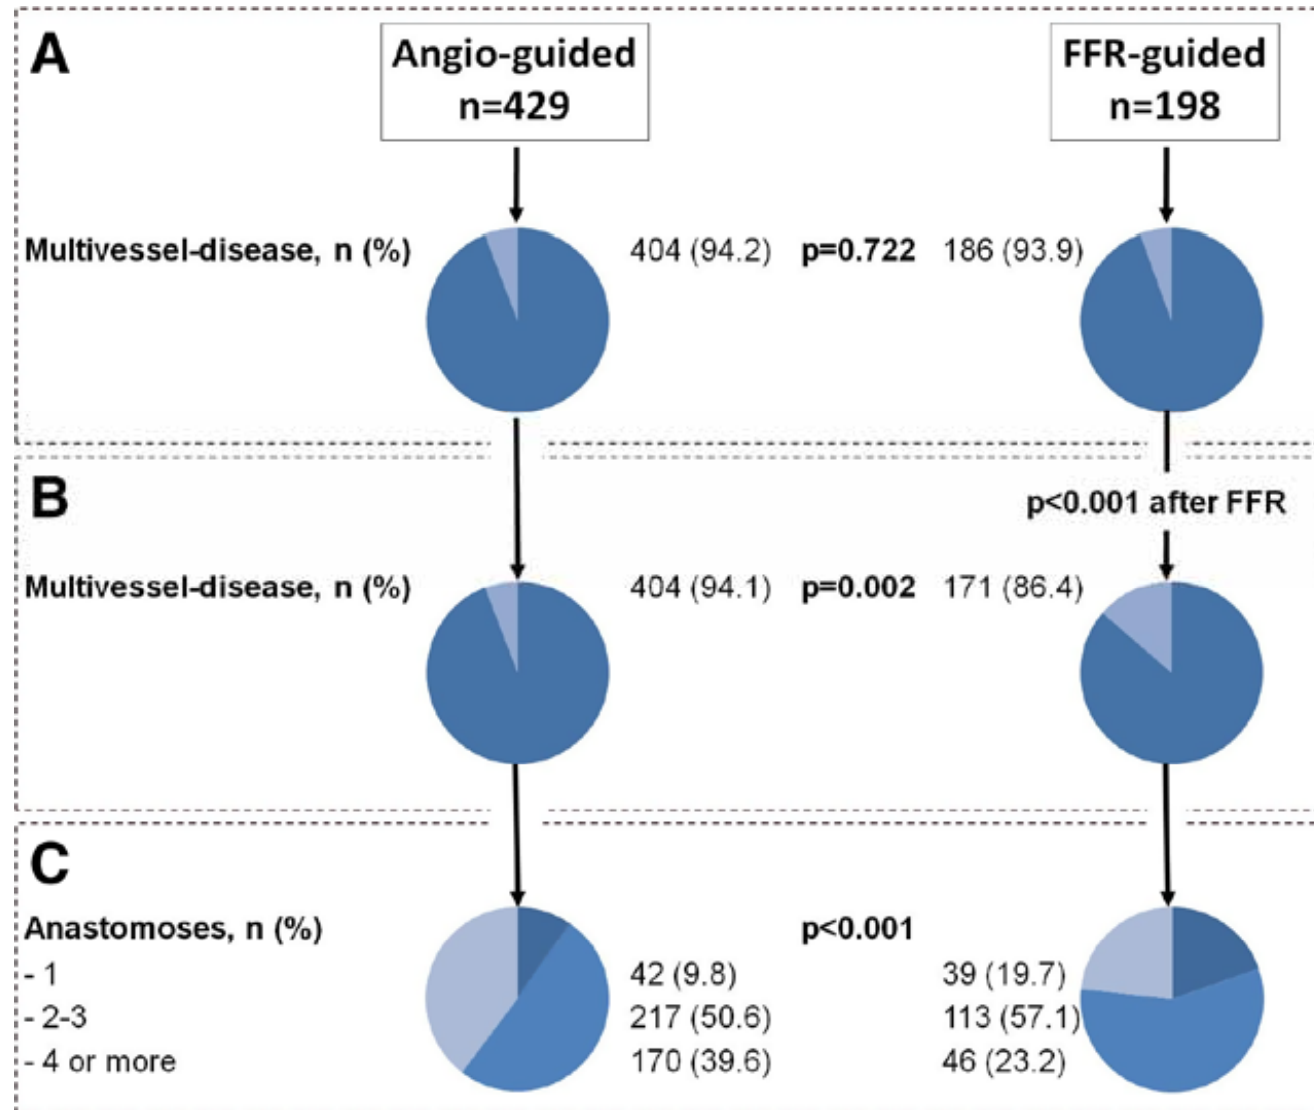 A
Angio-guided
n=429
FFR-guided
n=198
Multivessel-disease, n (%) 404 (94.2) p=0.722 186 (93.9)
B
p<0.001 after FFR
Multivessel-disease, n (%) 404 (94.1) p=0.002 171 (86.4)
C
Anastomoses, n (%) p<0.001
- 1 42 (9.8) 39 (19.7)
- 2-3 217 (50.6) 113 (57.1)
- 4 or more 170 (39.6) 46 (23.2)